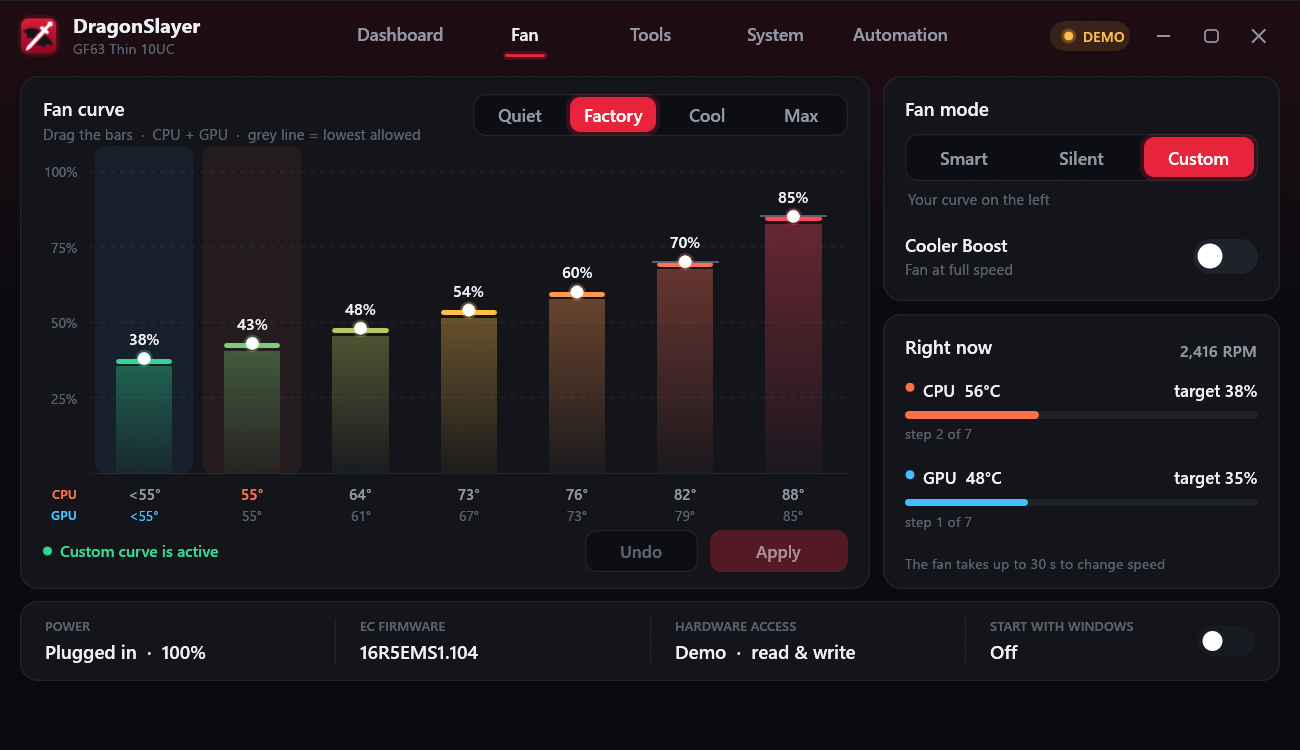 DragonSlayer
GF63 Thin 10UC
Dashboard
Fan
Tools
System
Automation
DEMO
Fan curve
Drag the bars · CPU + GPU · grey line = lowest allowed
Quiet
Factory
Cool
Max
100%
75%
50%
25%
38%
43%
48%
54%
60%
70%
85%
CPU <55° 55° 64° 73° 76° 82° 88°
GPU <55° 55° 61° 67° 73° 79° 85°
Custom curve is active
Undo
Apply
Fan mode
Smart
Silent
Custom
Your curve on the left
Cooler Boost
Fan at full speed
Right now
2,416 RPM
CPU 56°C
target 38%
step 2 of 7
GPU 48°C
target 35%
step 1 of 7
The fan takes up to 30 s to change speed
POWER
Plugged in · 100%
EC FIRMWARE
16R5EMS1.104
HARDWARE ACCESS
Demo · read & write
START WITH WINDOWS
Off